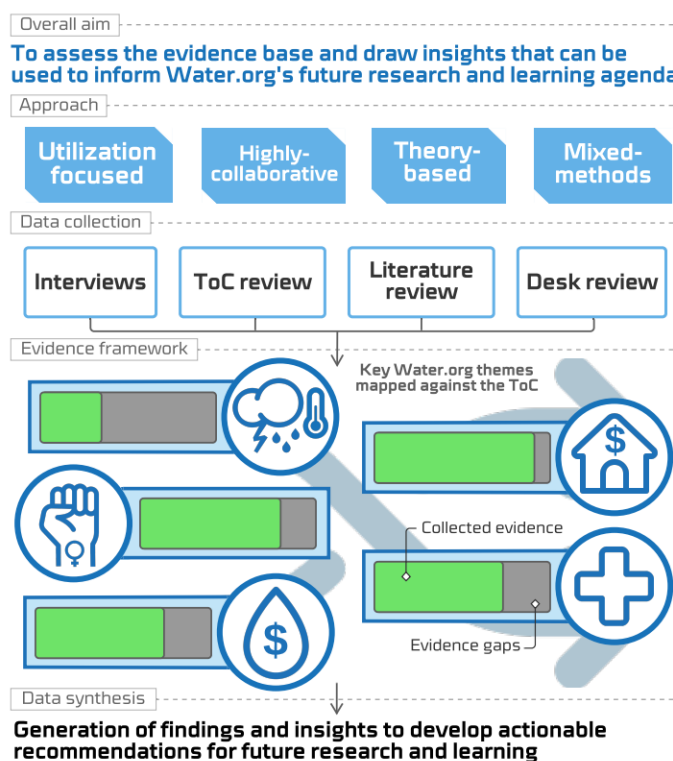 Overall aim
To assess the evidence base and draw insights that can be
used to inform Water.org's future research and learning agenda
Approach
Utilization
focused
Highly-
collaborative
Theory-
based
Mixed-
methods
Data collection
Interviews
ToC review
Literature
review
Desk review
Evidence framework
Key Water.org themes
mapped against the ToC
$
Collected evidence
$
Evidence gaps
Data synthesis
Generation of findings and insights to develop actionable
recommendations for future research and learning